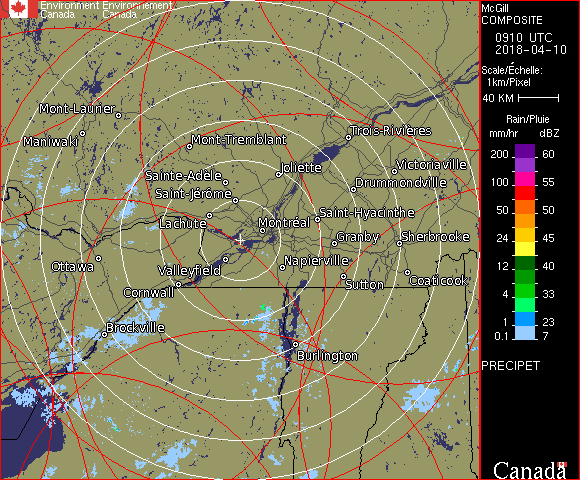 Environment Environnement
Canada Canada
Mont-Laurier
Maniwaki
Mont-Tremblant
Trois-Rivières
Sainte-Adèle
Joliette
Victoriaville
Saint-Jérôme
Drummondville
Lachute
Montréal
Saint-Hyacinthe
Granby
Sherbrooke
Ottawa
Valleyfield
Napierville
Cornwall
Sutton
Coaticook
Brockville
Burlington
McGill
COMPOSITE
0910 UTC
2018-04-10
Scale/Échelle:
1km/Pixel
40 KM
Rain/Pluie
mm/hr dBZ
200 60
100 55
50 50
24 45
12 40
4 33
1 23
0.1 7
PRECIPET
Canada